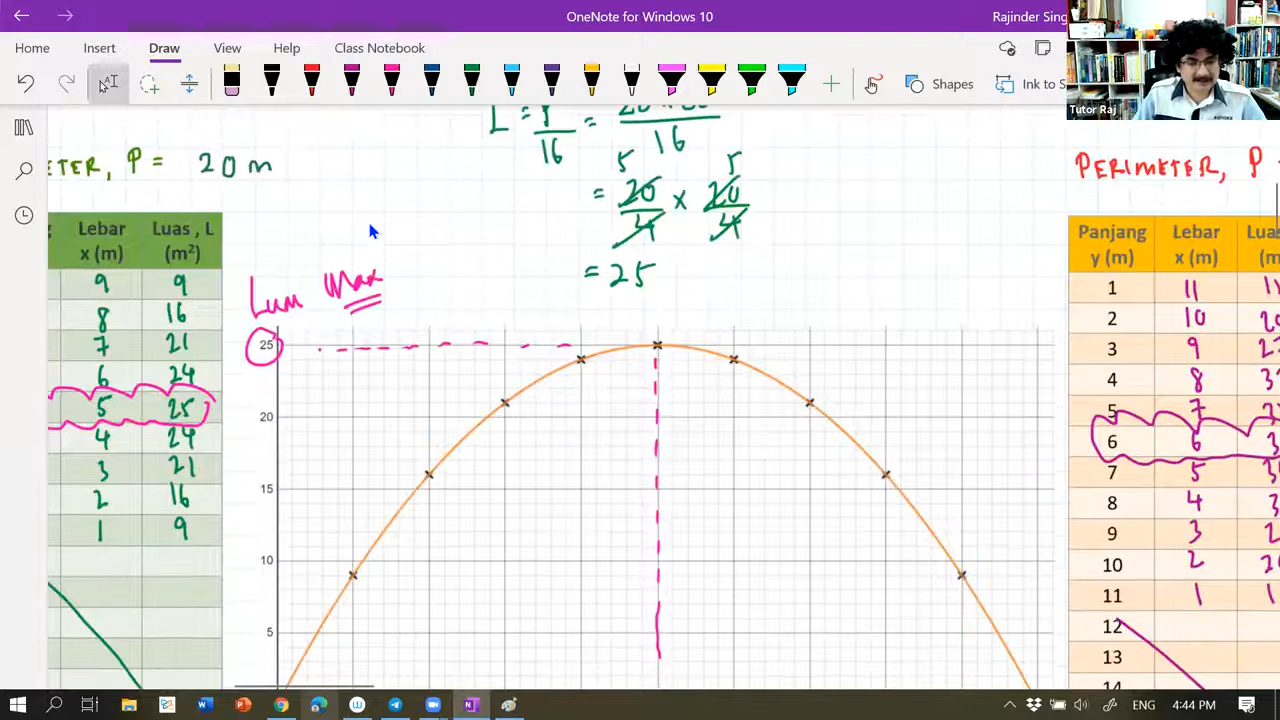 OneNote for Windows 10
Rajinder Sing
Home Insert Draw View Help Class Notebook
Shapes
Ink to S
Tutor Raj
L = P/16 =
16
= 20/4 x 20/4
5 5
= 25
ETER, P = 20 m
Lebar x (m) Luas , L (m²)
9 9
8 16
7 21
6 24
5 25
4 24
3 21
2 16
1 9
Max
25
20
15
10
5
PERIMETER, P =
Panjang y (m) Lebar x (m) Luas (m
1 11
2 10
3 9
4 8
5 7
6 6
7 5
8 4
9 3
10 2
11 1
12
13
14
ENG 4:44 PM